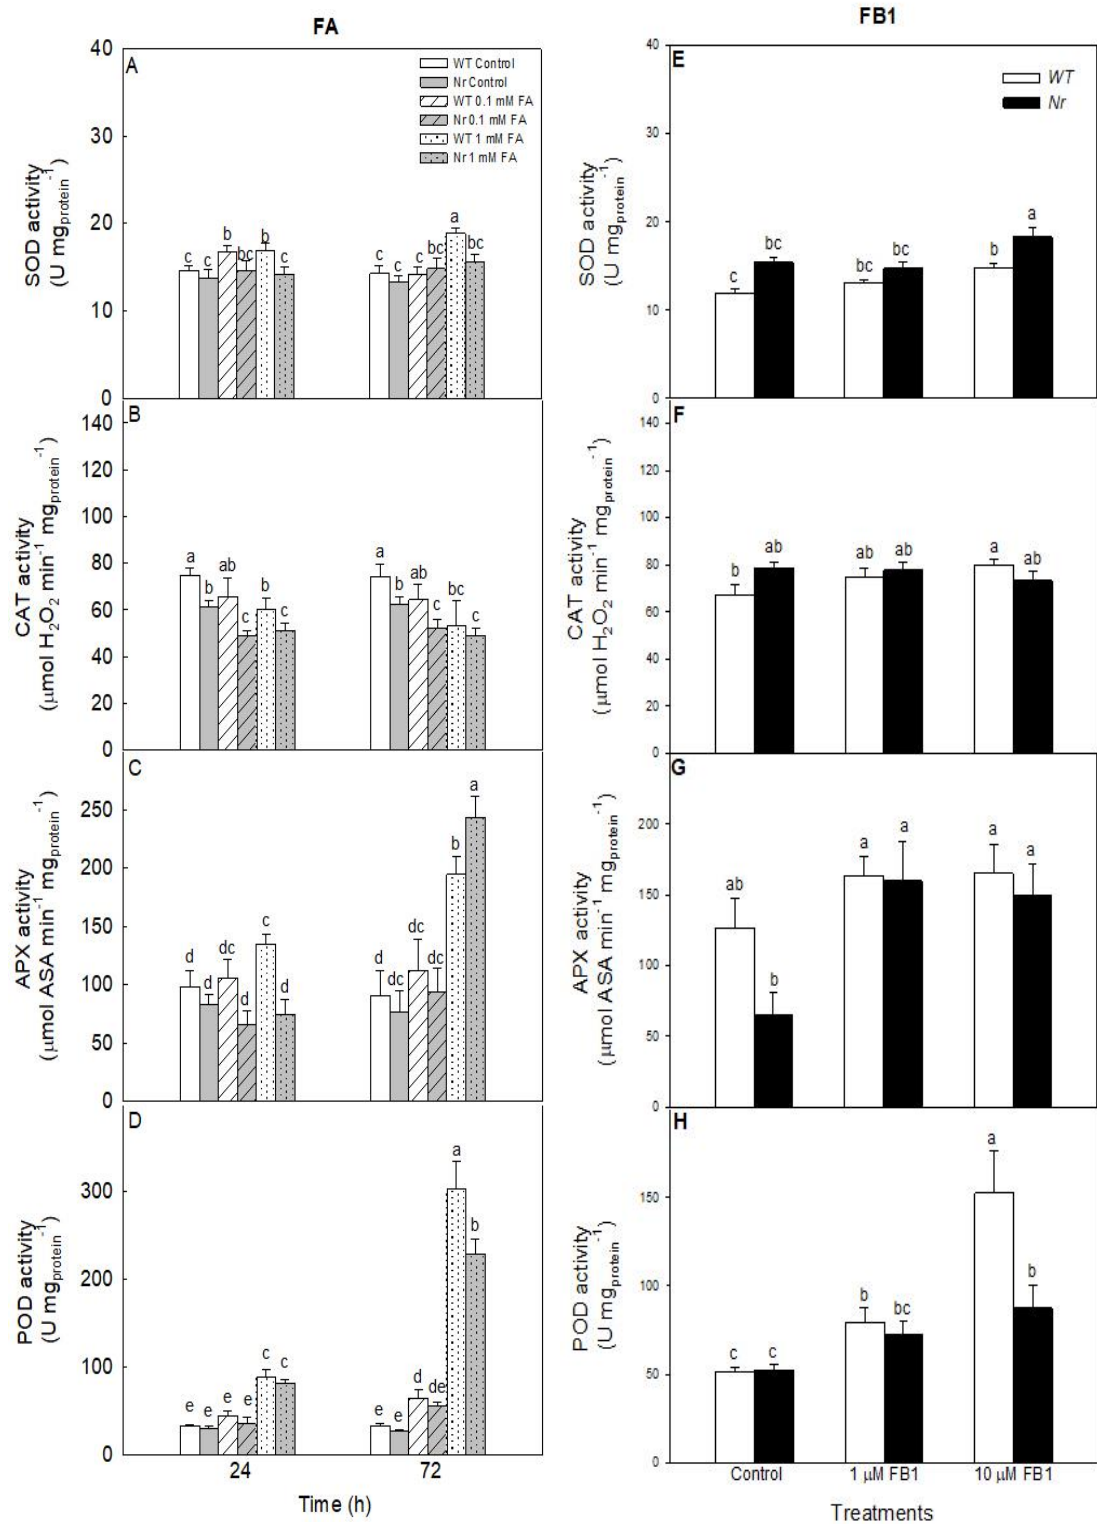 FA
A
WT Control
Nr Control
WT 0.1 mM FA
Nr 0.1 mM FA
WT 1 mM FA
Nr 1 mM FA
SOD activity
(U mgprotein-1)
40
30
20
10
0
c c b bc b c
c c c bc a bc
B
CAT activity
(μmol H2O2 min-1 mgprotein-1)
140
120
100
80
60
40
20
0
a b ab c b c
a b ab c bc c
C
APX activity
(μmol ASA min-1 mgprotein-1)
250
200
150
100
50
0
d d dc d c d
d dc dc dc b a
D
POD activity
(U mgprotein-1)
300
200
100
0
e e e e c c
e e d de a b
24 72
Time (h)
FB1
E
WT
Nr
SOD activity
(U mgprotein-1)
40
30
20
10
0
c bc bc bc b a
F
CAT activity
(μmol H2O2 min-1 mgprotein-1)
140
120
100
80
60
40
20
0
b ab ab ab a ab
G
APX activity
(μmol ASA min-1 mgprotein-1)
200
150
100
50
0
ab b a a a a
H
POD activity
(U mgprotein-1)
150
100
50
0
c c b bc a b
Control 1 μM FB1 10 μM FB1
Treatments